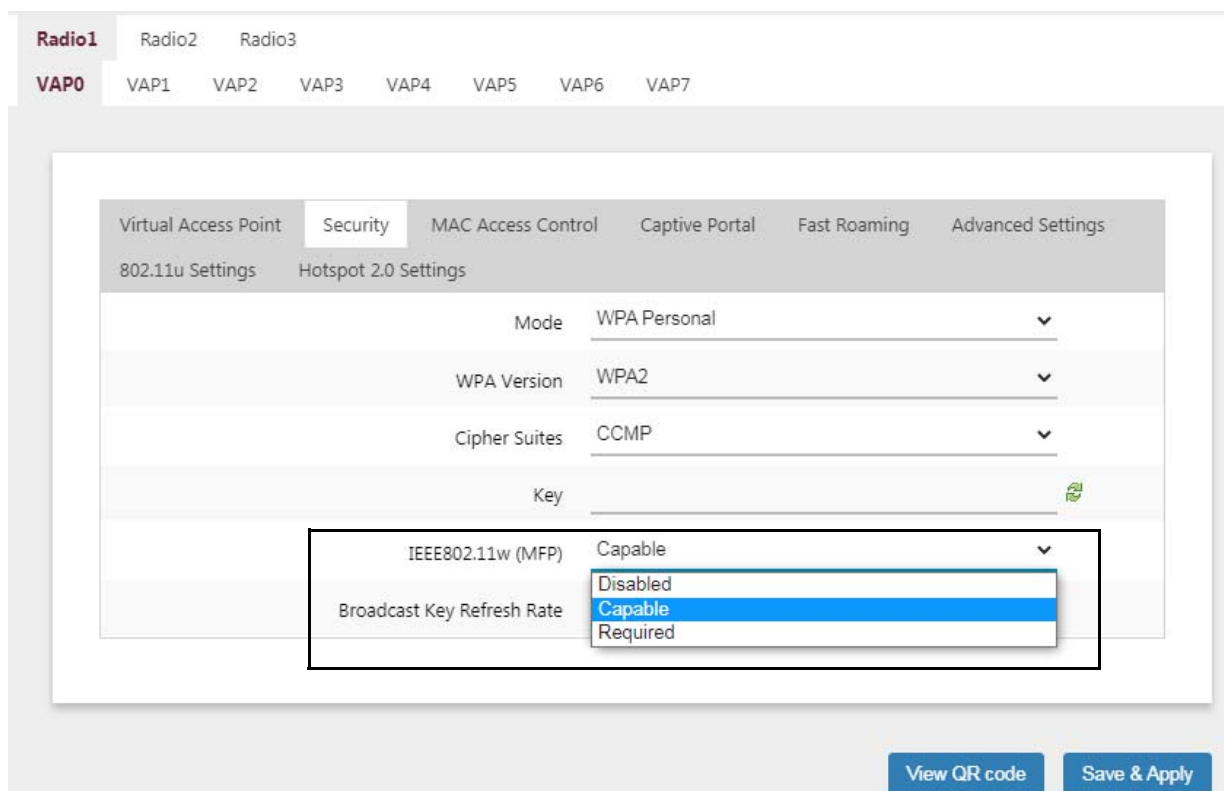 Radio1 Radio2 Radio3
VAP0 VAP1 VAP2 VAP3 VAP4 VAP5 VAP6 VAP7
Virtual Access Point Security MAC Access Control Captive Portal Fast Roaming Advanced Settings
802.11u Settings Hotspot 2.0 Settings
Mode WPA Personal
WPA Version WPA2
Cipher Suites CCMP
Key
IEEE802.11w (MFP) Capable
Disabled
Broadcast Key Refresh Rate Capable
Required
View QR code Save & Apply